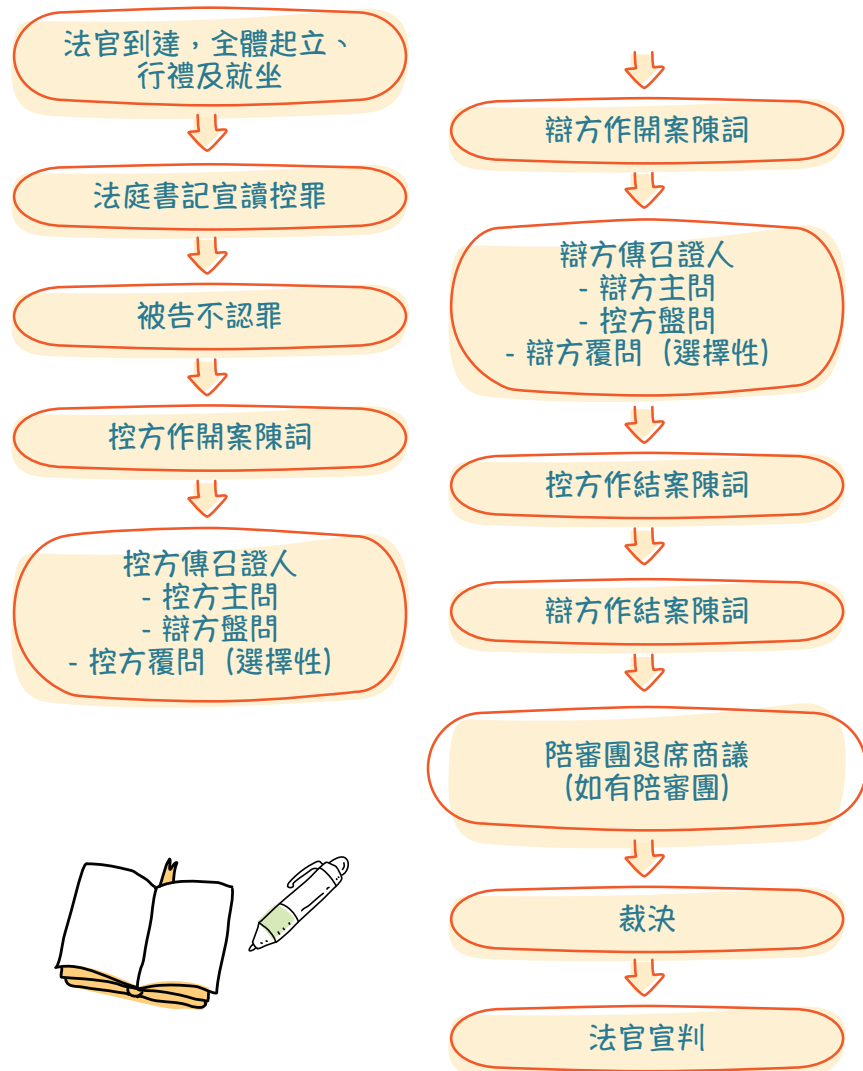 法官到達，全體起立、
行禮及就坐
法庭書記宣讀控罪
被告不認罪
控方作開案陳詞
控方傳召證人
- 控方主問
- 辯方盤問
- 控方覆問（選擇性）
辯方作開案陳詞
辯方傳召證人
- 辯方主問
- 控方盤問
- 辯方覆問（選擇性）
控方作結案陳詞
辯方作結案陳詞
陪審團退席商議
(如有陪審團)
裁決
法官宣判